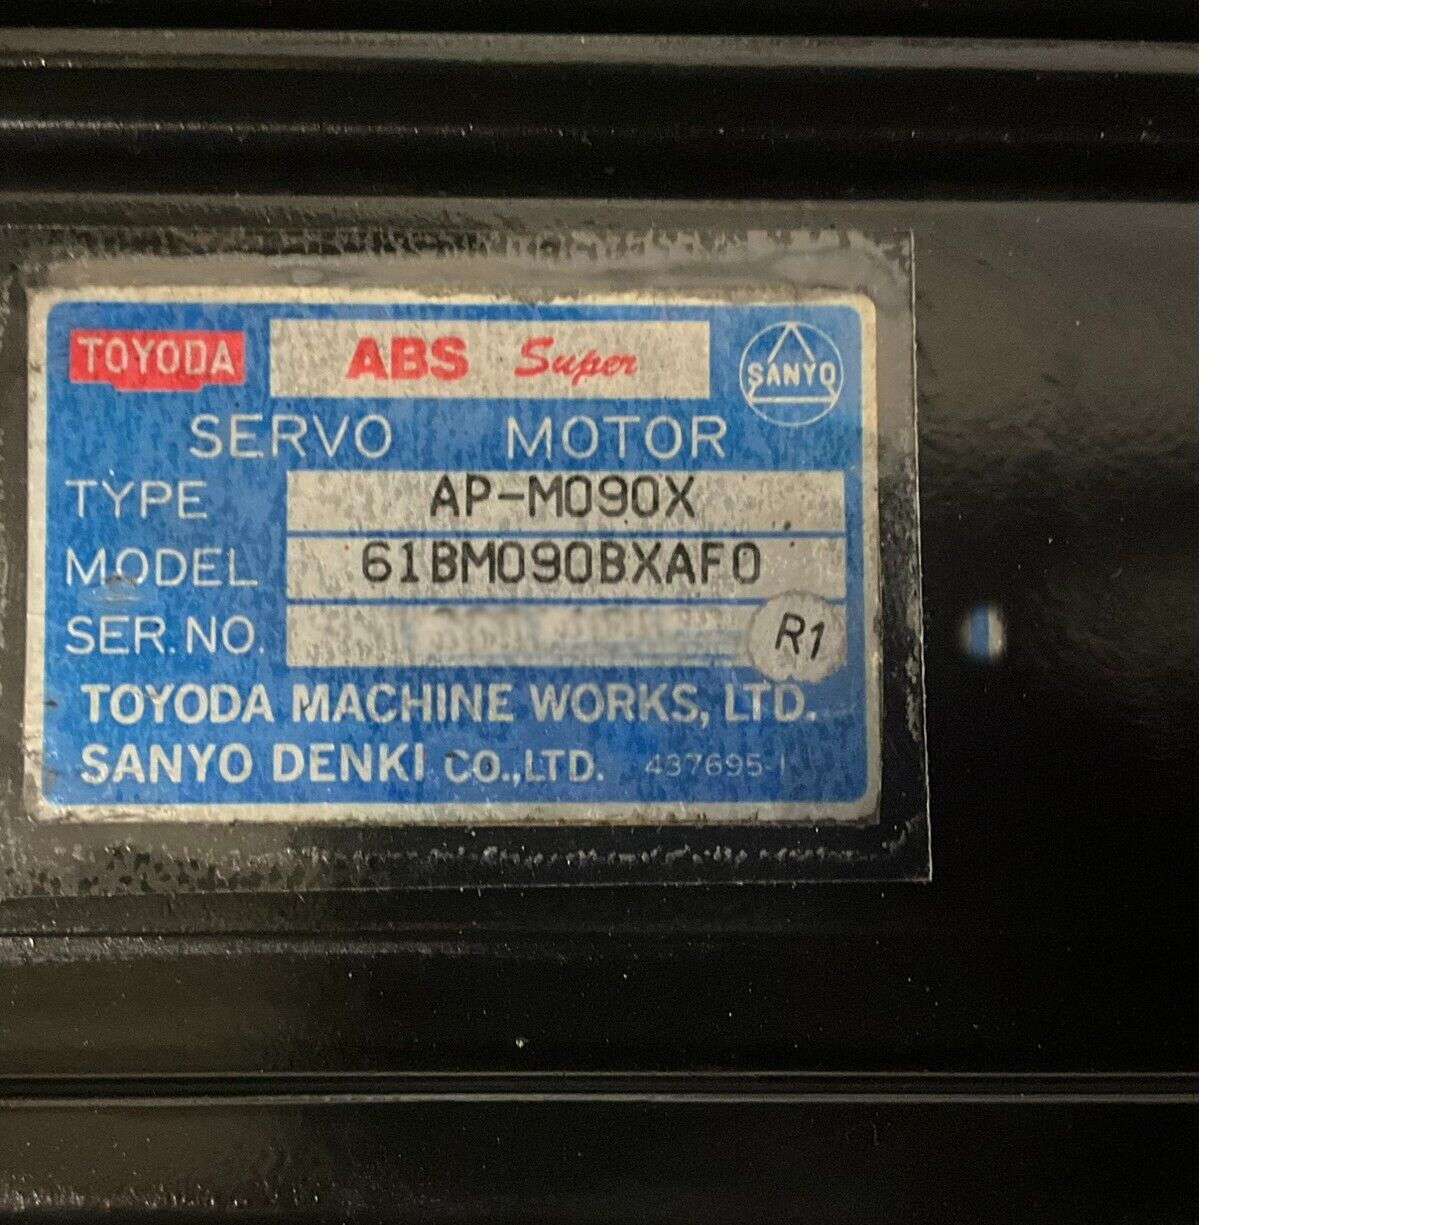 TOYODA ABS Super SANYO
SERVO MOTOR
TYPE AP-M090X
MODEL 61BM090BXAF0
SER.NO. R1
TOYODA MACHINE WORKS, LTD.
SANYO DENKI CO.,LTD. 437695-1